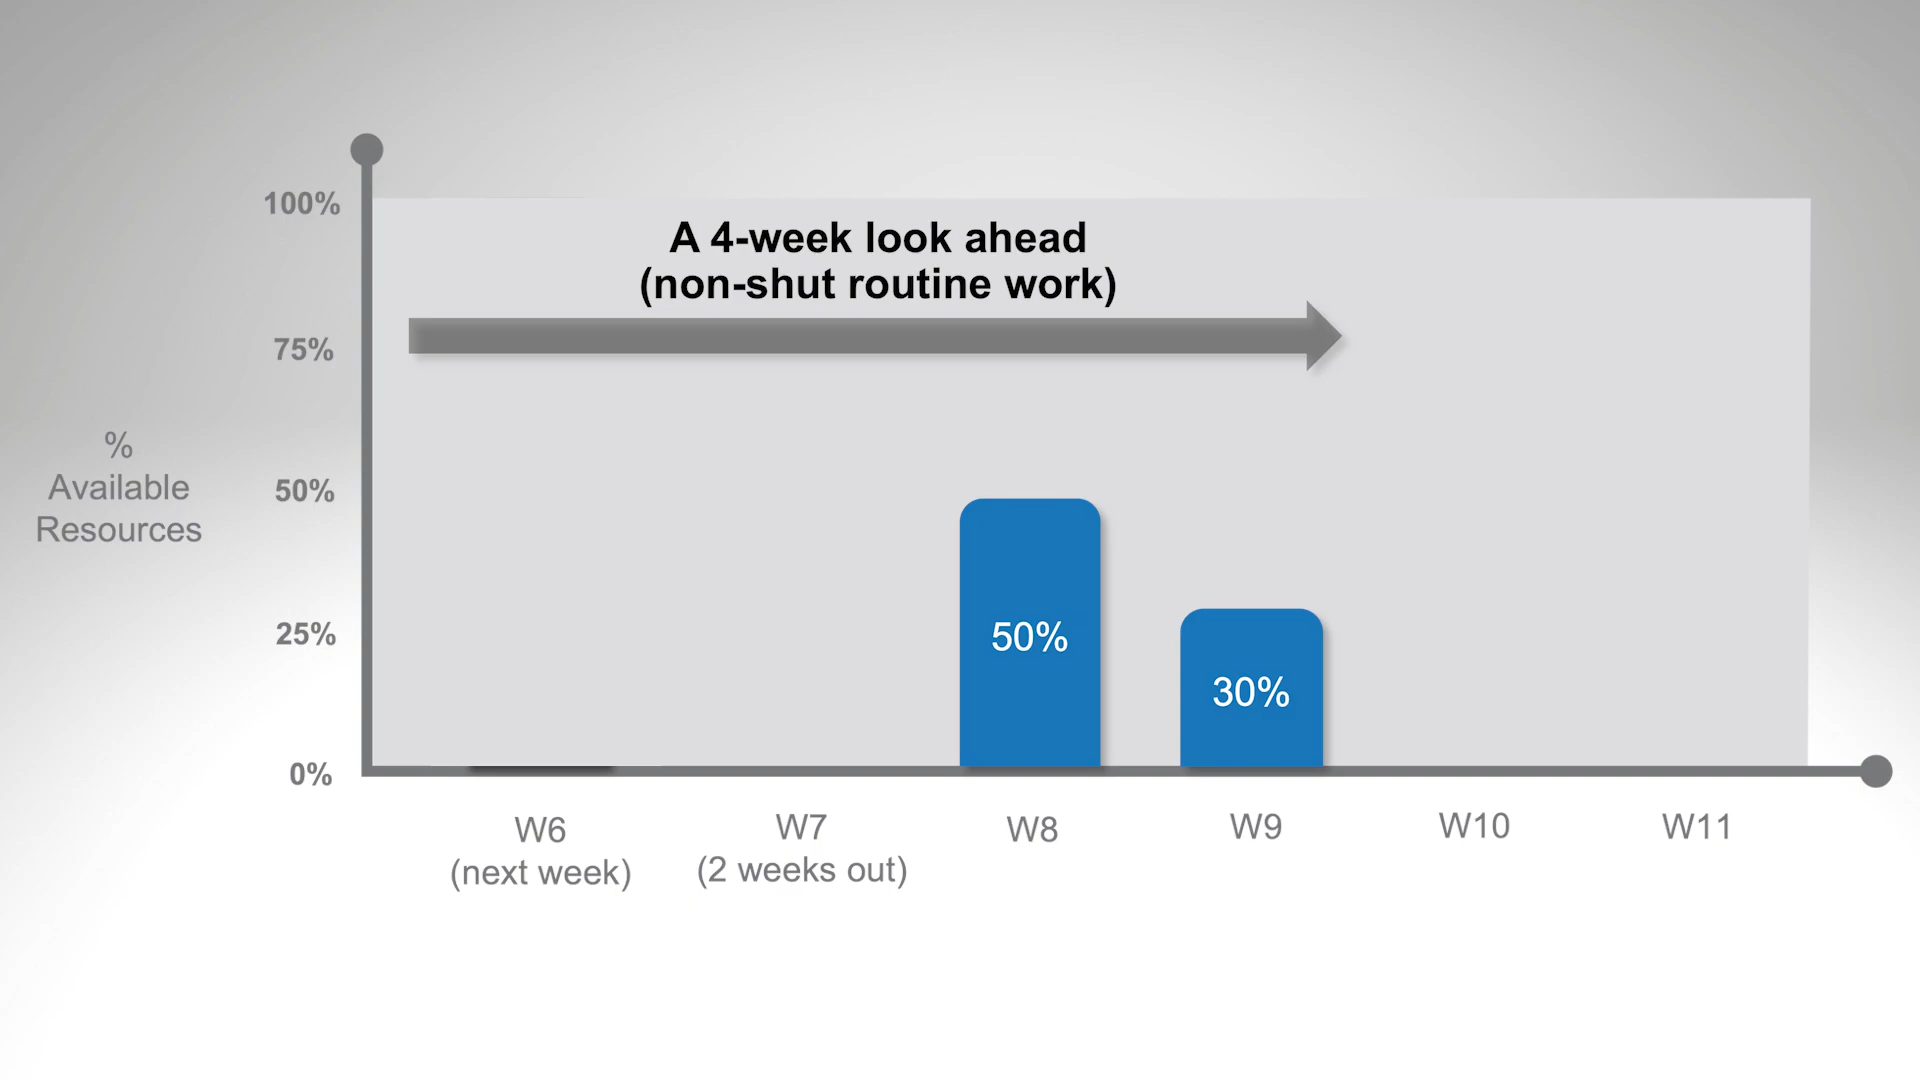 A 4-week look ahead
(non-shut routine work)
100%
75%
50%
25%
0%
%
Available
Resources
50%
30%
W6
(next week)
W7
(2 weeks out)
W8
W9
W10
W11